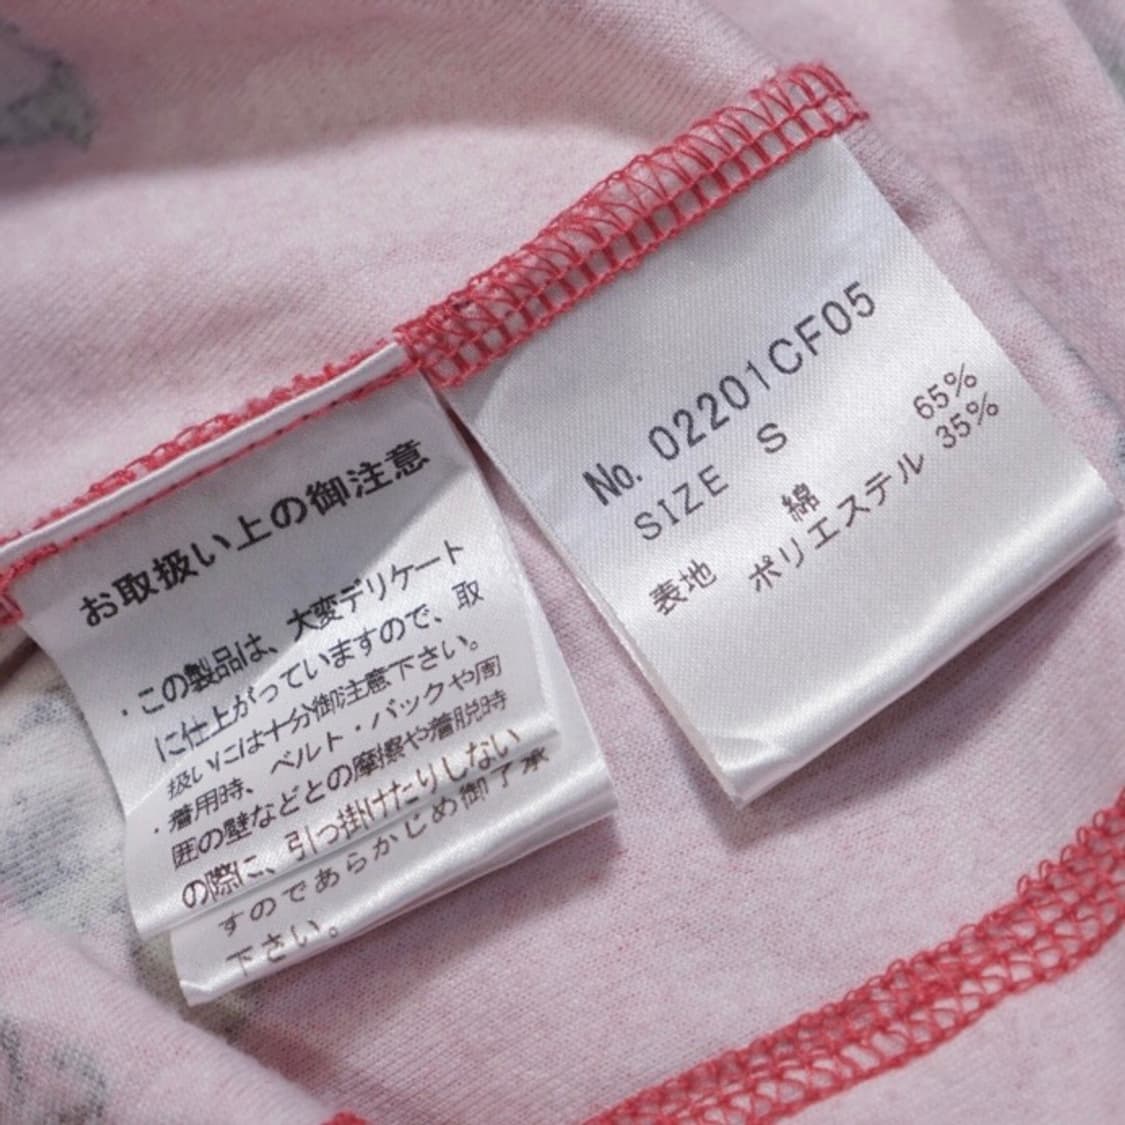 お取扱い上の御注意
・この製品は、大変デリケート
に仕上がっていますので、取
扱いには十分御注意下さい。
・着用時、ベルト・バックや周
囲の壁などとの摩擦や着脱時
の際に、引っ掛けたりしない
すのであらかじめ御了承
下さい。
No. 02201CF05
SIZE S
表地 綿 65%
ポリエステル 35%